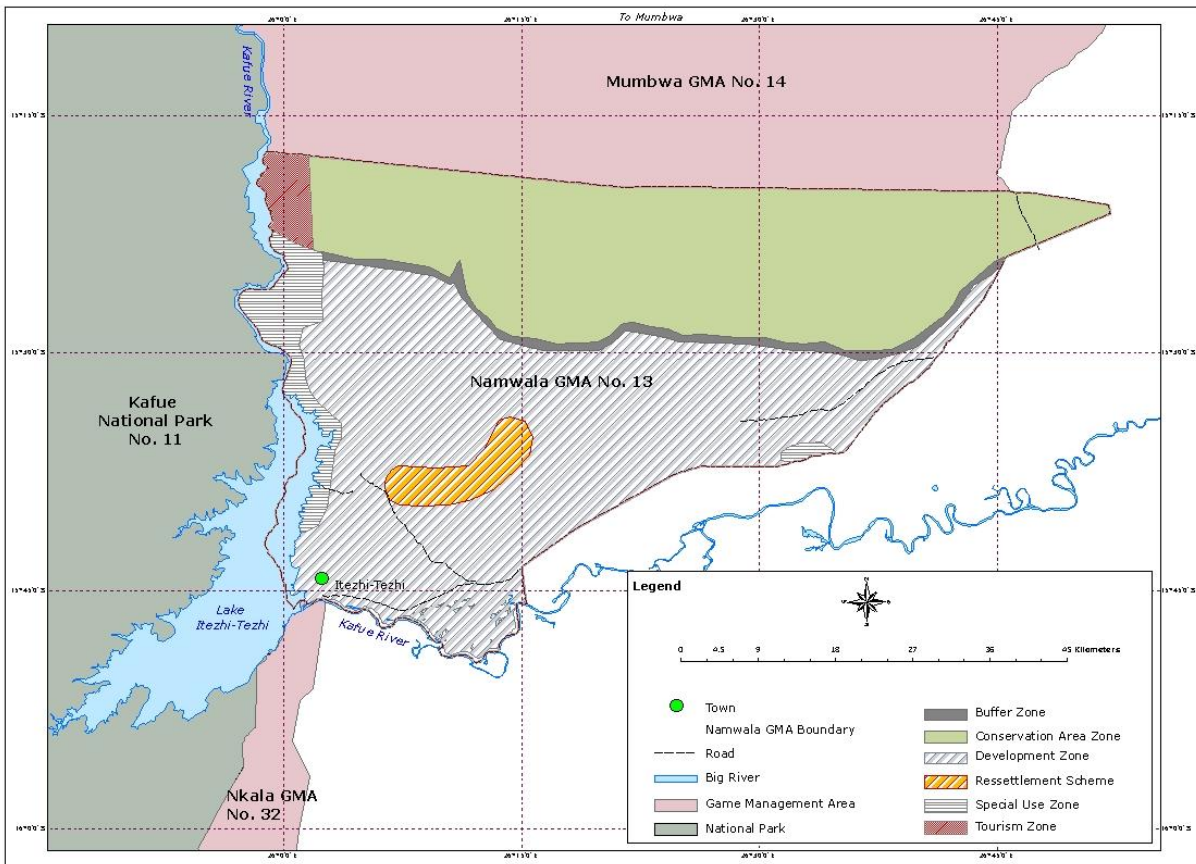 To Mumbwa
Kafue River
Mumbwa GMA No. 14
Namwala GMA No. 13
Kafue
National Park
No. 11
Itezhi-Tezhi
Lake
Itezhi-Tezhi
Kafue River
Nkala GMA
No. 32
Legend
0 4.5 9 18 27 36 45 Kilometers
Town
Namwala GMA Boundary
Road
Big River
Game Management Area
National Park
Buffer Zone
Conservation Area Zone
Development Zone
Ressettlement Scheme
Special Use Zone
Tourism Zone